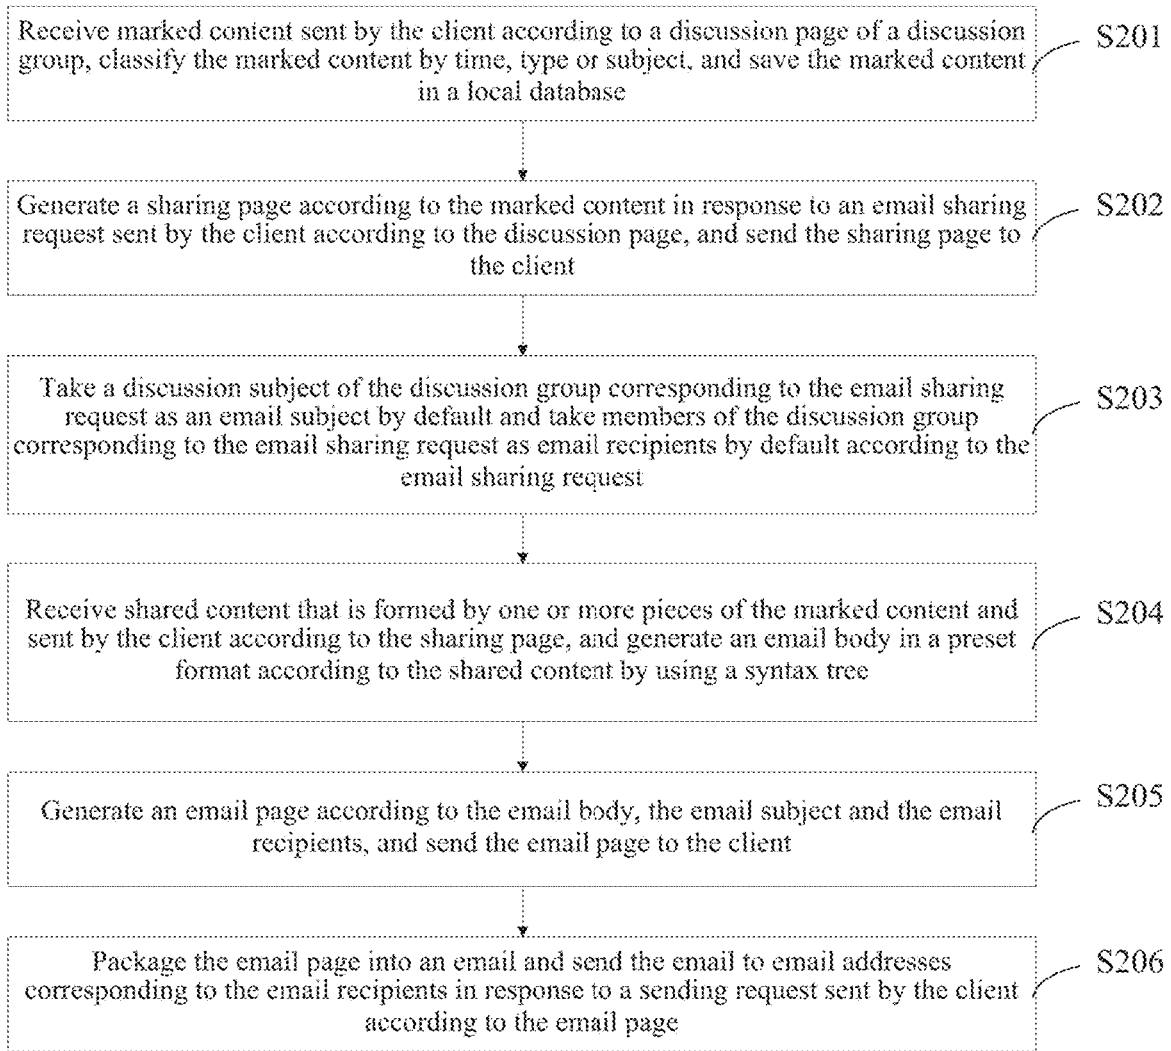 Receive marked content sent by the client according to a discussion page of a discussion
group, classify the marked content by time, type or subject, and save the marked content
in a local database
S201
Generate a sharing page according to the marked content in response to an email sharing
request sent by the client according to the discussion page, and send the sharing page to
the client
S202
Take a discussion subject of the discussion group corresponding to the email sharing
request as an email subject by default and take members of the discussion group
corresponding to the email sharing request as email recipients by default according to the
email sharing request
S203
Receive shared content that is formed by one or more pieces of the marked content and
sent by the client according to the sharing page, and generate an email body in a preset
format according to the shared content by using a syntax tree
S204
Generate an email page according to the email body, the email subject and the email
recipients, and send the email page to the client
S205
Package the email page into an email and send the email to email addresses
corresponding to the email recipients in response to a sending request sent by the client
according to the email page
S206